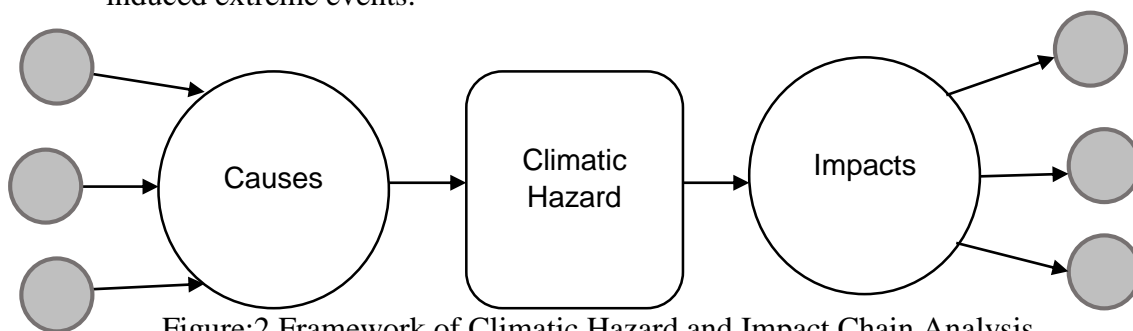 induced extreme events.
Causes
Climatic
Hazard
Impacts
Figure:2 Framework of Climatic Hazard and Impact Chain Analysis